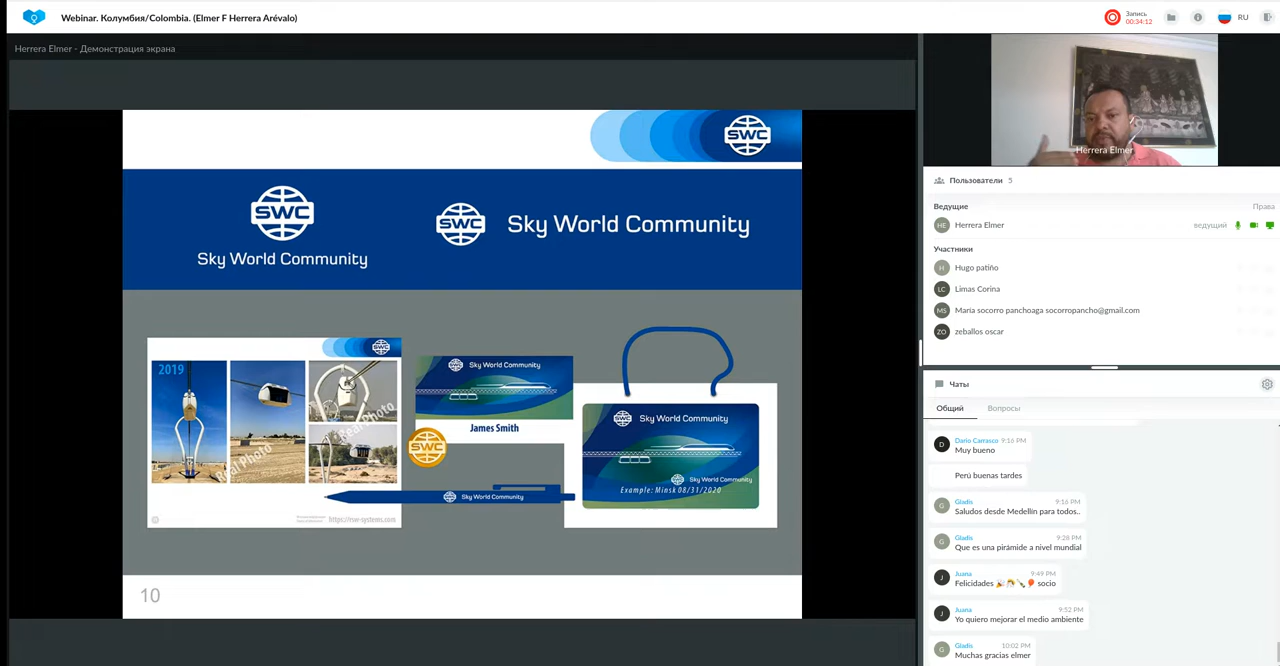 Webinar. Колумбия/Colombia. (Elmer F Herrera Arévalo)
Запись
00:34:12
RU
Herrera Elmer - Демонстрация экрана
SWC
SWC
Sky World Community
SWC
Sky World Community
2019
SWC
Real Photo
Real Photo
https://esw-systems.com
Sky World Community
James Smith
SWC
Sky World Community
Sky World Community
Sky World Community
Example: Minsk 08/31/2020
10
Herrera Elmer
Пользователи 5
Ведущие Права
HE Herrera Elmer ведущий
Участники
H Hugo patiño
LC Limas Corina
MS María socorro panchoaga socorropancho@gmail.com
ZO zeballos oscar
Чаты
Общий Вопросы
D Dario Carrasco 9:16 PM
Muy bueno
Perú buenas tardes
G Gladis 9:16 PM
Saludos desde Medellín para todos..
G Gladis 9:28 PM
Que es una pirámide a nivel mundial
J Juana 9:49 PM
Felicidades 🎉🎊🍾🎈 socio
J Juana 9:52 PM
Yo quiero mejorar el medio ambiente
G Gladis 10:02 PM
Muchas gracias elmer